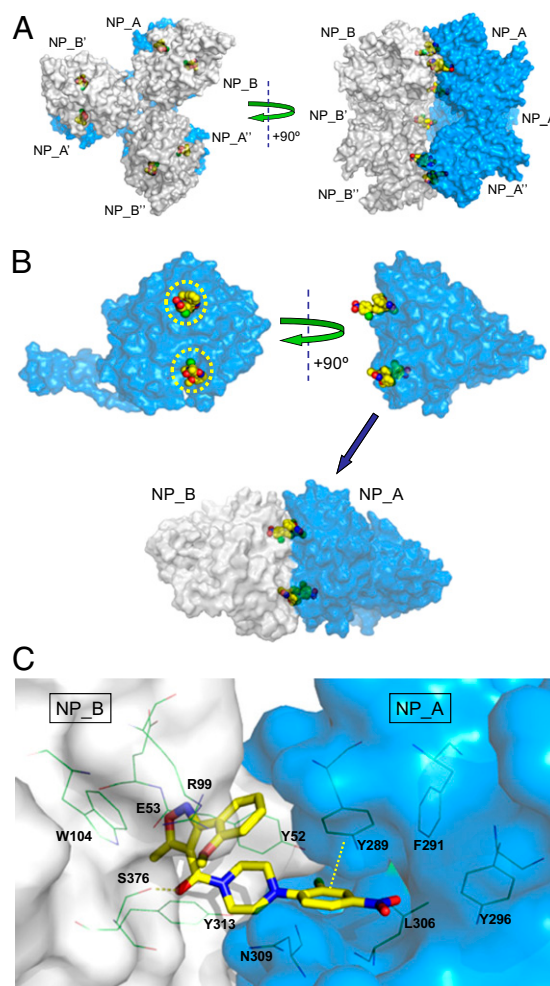 A
NP_A
NP_B'
NP_B
NP_A'
NP_A''
NP_B''
+90º
NP_B
NP_A
NP_B'
NP_A
NP_B''
NP_A''
B
+90º
NP_B
NP_A
C
NP_B
NP_A
R99
E53
W104
Y52
Y289
F291
S376
Y313
L306
Y296
N309